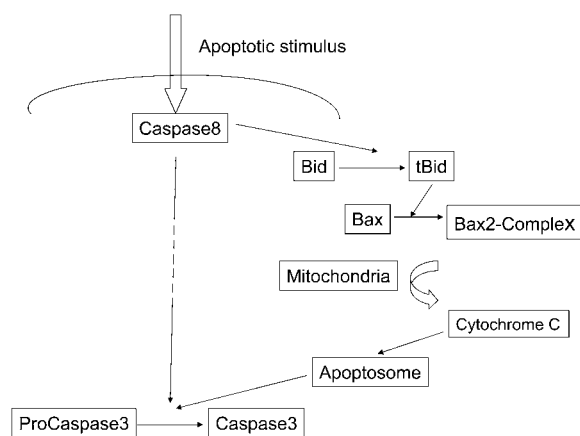 Apoptotic stimulus
Caspase8
Bid
tBid
Bax
Bax2-Complex
Mitochondria
Cytochrome C
Apoptosome
ProCaspase3
Caspase3